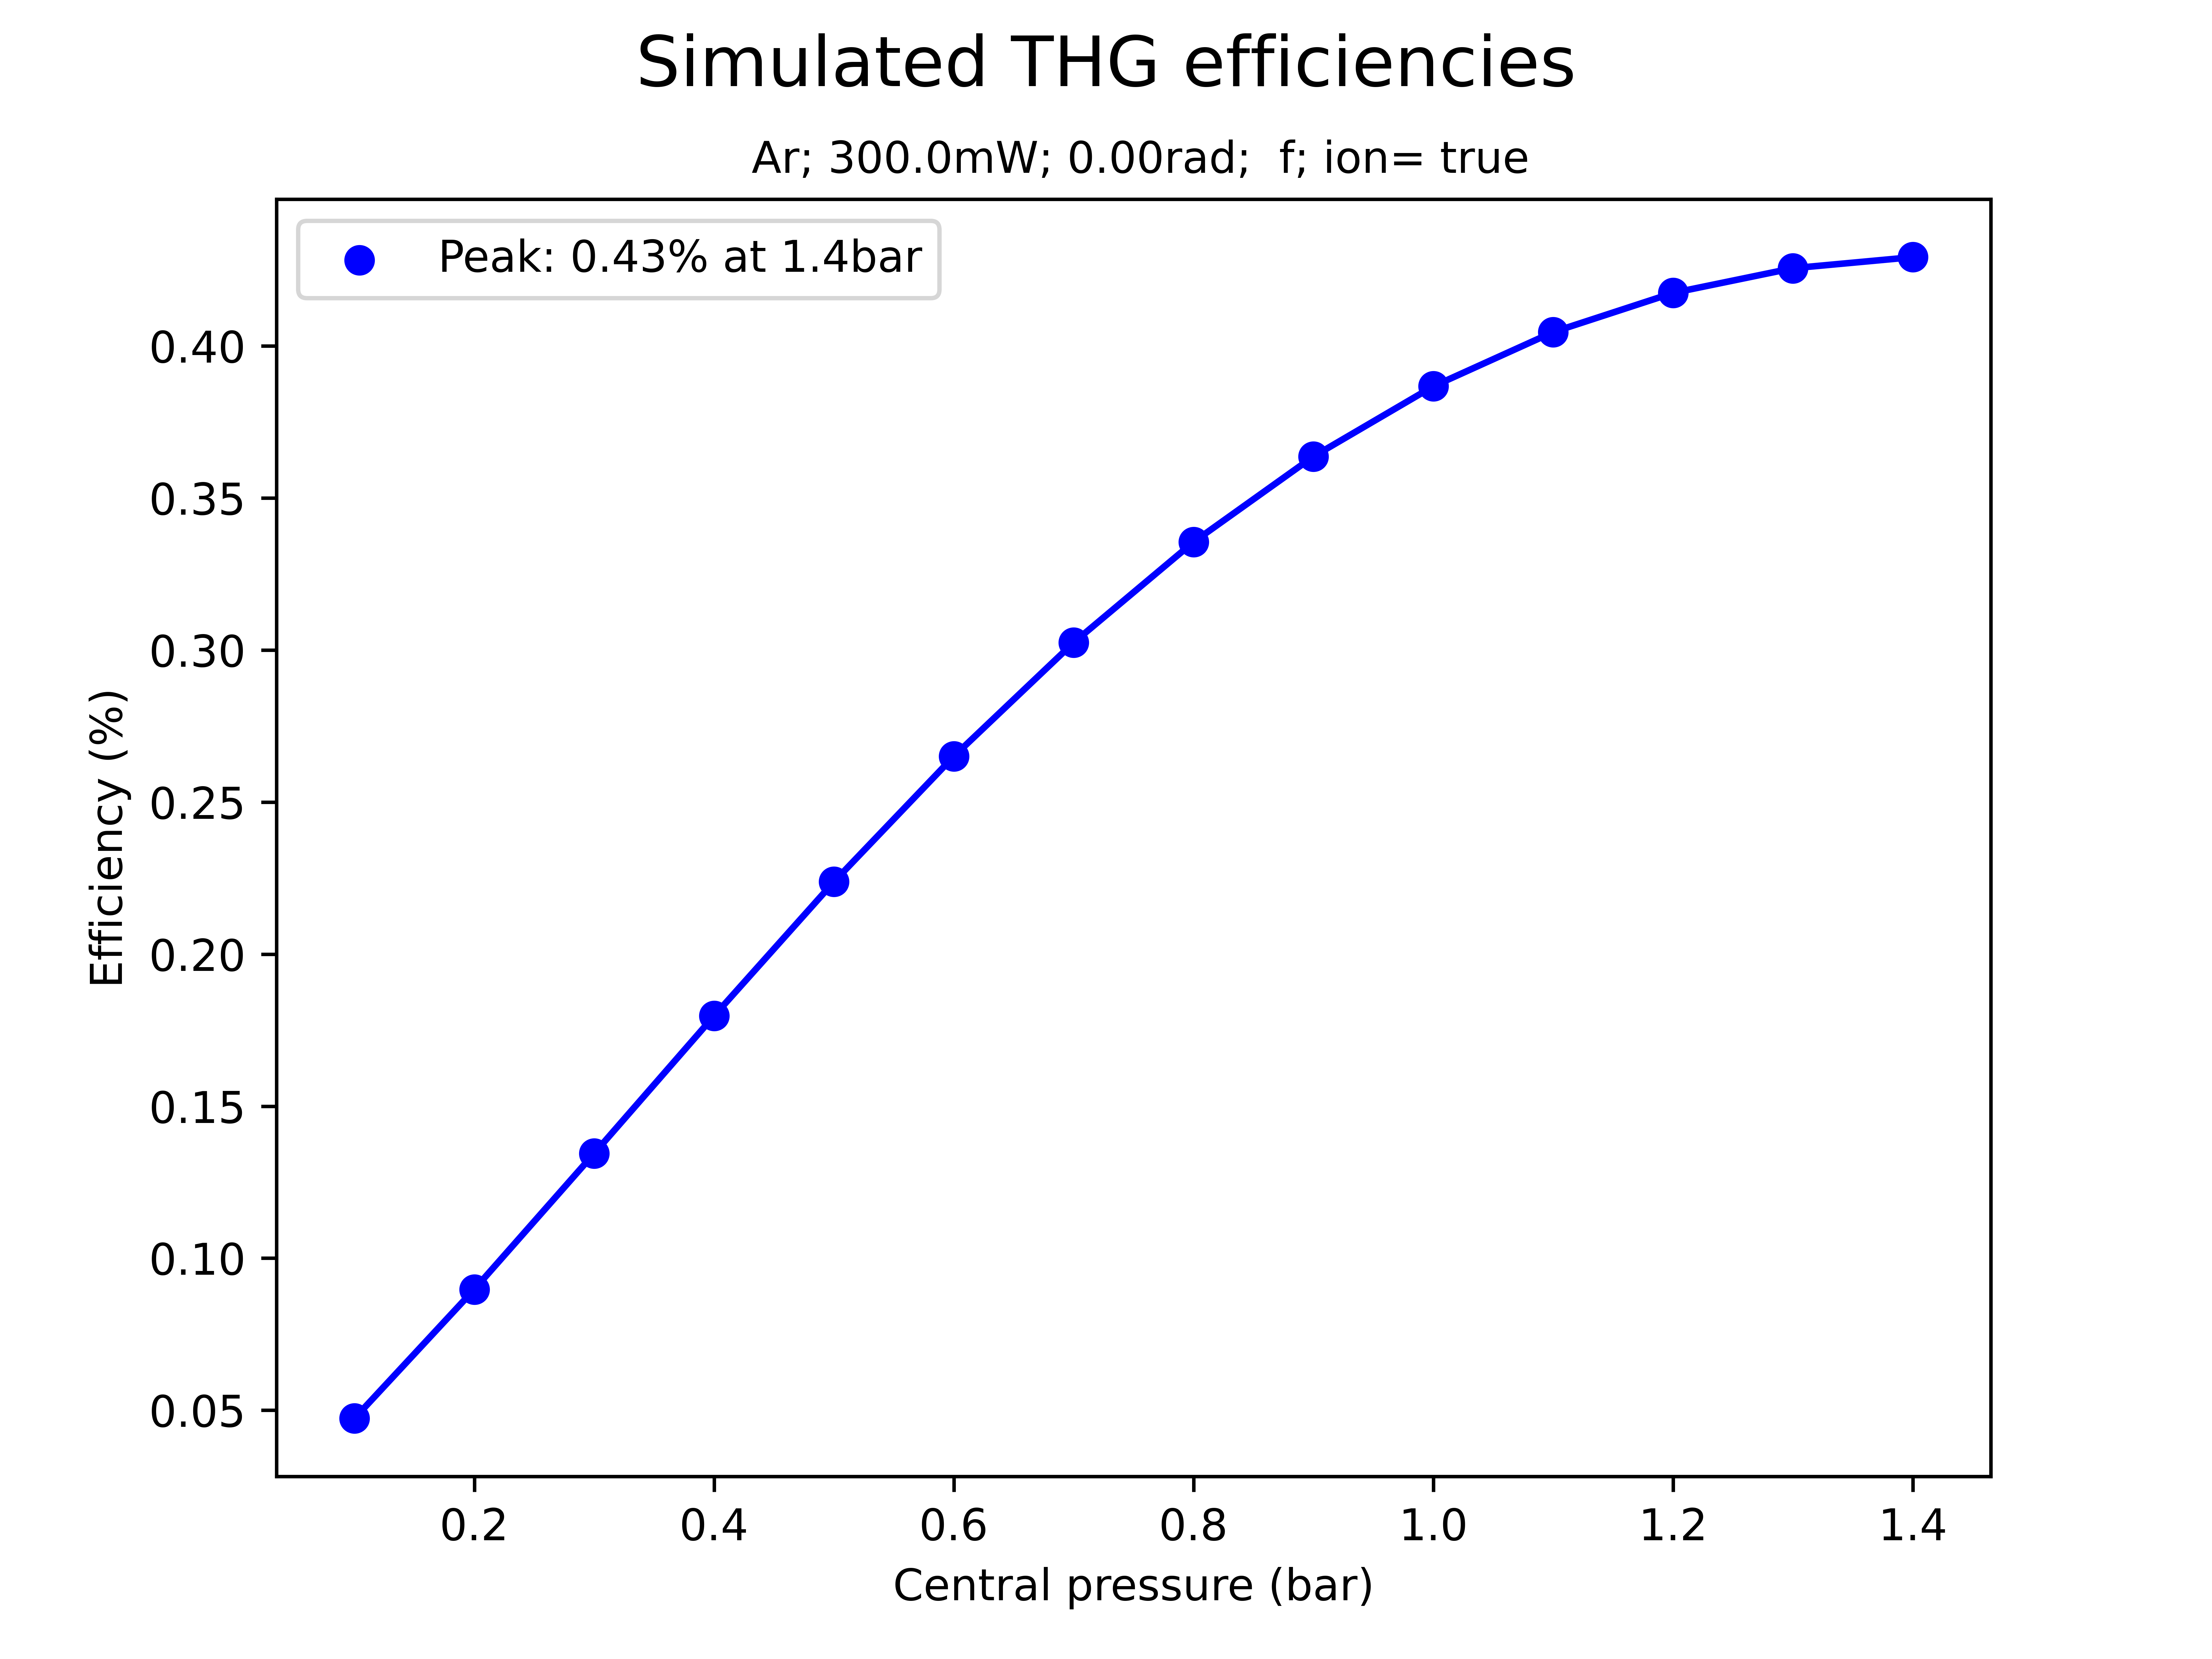 Simulated THG efficiencies
Ar; 300.0mW; 0.00rad;  f; ion= true
Peak: 0.43% at 1.4bar
Efficiency (%)
0.40
0.35
0.30
0.25
0.20
0.15
0.10
0.05
0.2 0.4 0.6 0.8 1.0 1.2 1.4
Central pressure (bar)